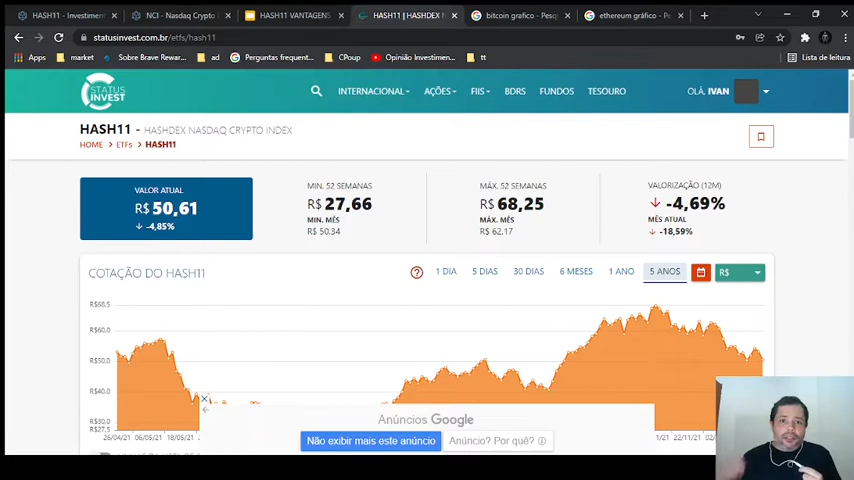 HASH11 - Investiment
NCI - Nasdaq Crypto I
HASH11 VANTAGENS
HASH11 | HASHDEX N
bitcoin grafico - Pesqu
ethereum gráfico - Pe
statusinvest.com.br/etfs/hash11
Apps
market
Sobre Brave Rewar...
ad
Perguntas frequent...
CPoup
Opinião Investimen...
tt
Lista de leitura
STATUS
INVEST
INTERNACIONAL
AÇÕES
FIIS
BDRS
FUNDOS
TESOURO
OLÁ, IVAN
HASH11 - HASHDEX NASDAQ CRYPTO INDEX
HOME > ETFs > HASH11
VALOR ATUAL
R$ 50,61
-4,85%
MIN. 52 SEMANAS
R$ 27,66
MIN. MÊS
R$ 50.34
MÁX. 52 SEMANAS
R$ 68,25
MÁX. MÊS
R$ 62.17
VALORIZAÇÃO (12M)
-4,69%
MÊS ATUAL
-18,59%
COTAÇÃO DO HASH11
1 DIA
5 DIAS
30 DIAS
6 MESES
1 ANO
5 ANOS
R$
R$68.5
R$60.0
R$50.0
R$40.0
R$30.0
R$27.5
26/04/21
06/05/21
18/05/21
1/21
22/11/21
02/
Anúncios Google
Não exibir mais este anúncio
Anúncio? Por quê?